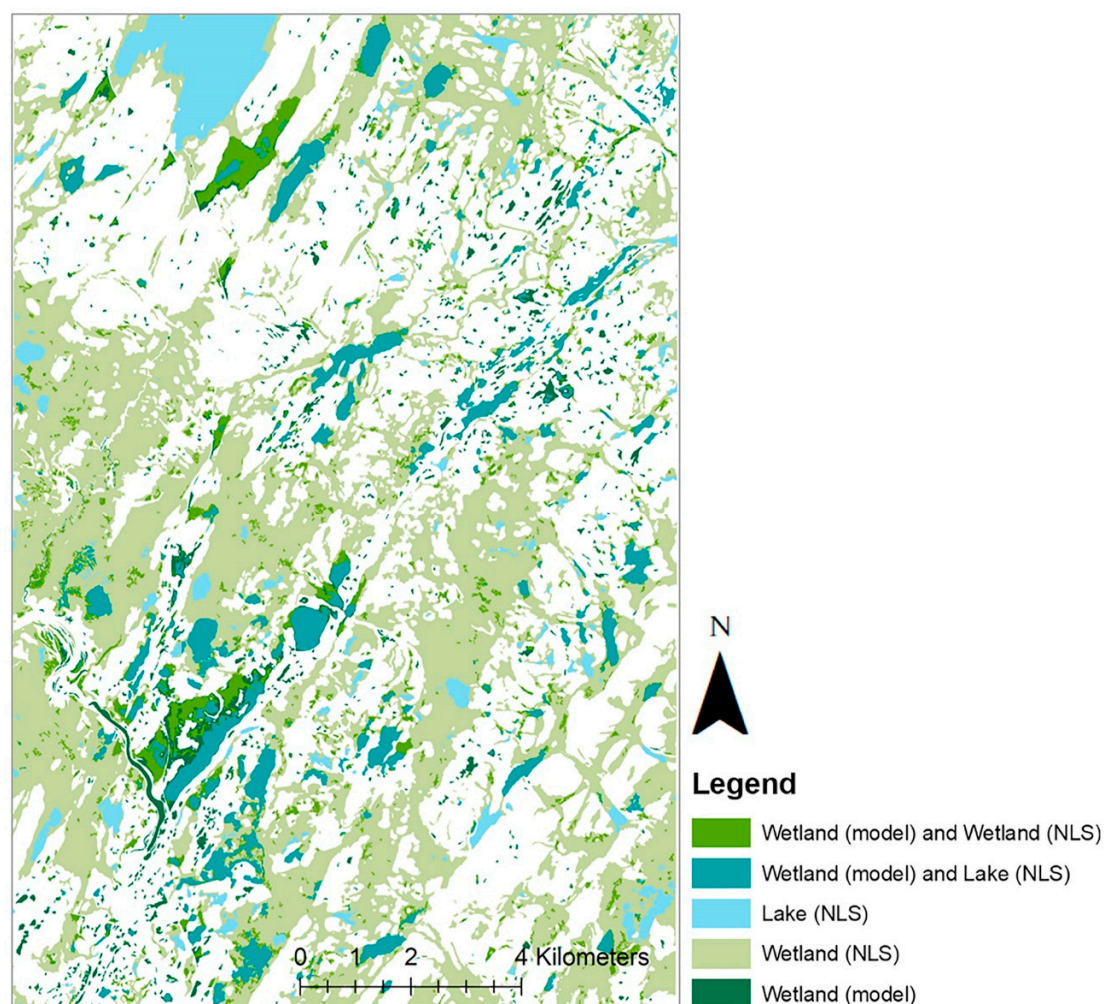 N
Legend
Wetland (model) and Wetland (NLS)
Wetland (model) and Lake (NLS)
Lake (NLS)
Wetland (NLS)
Wetland (model)
0 1 2 4 Kilometers